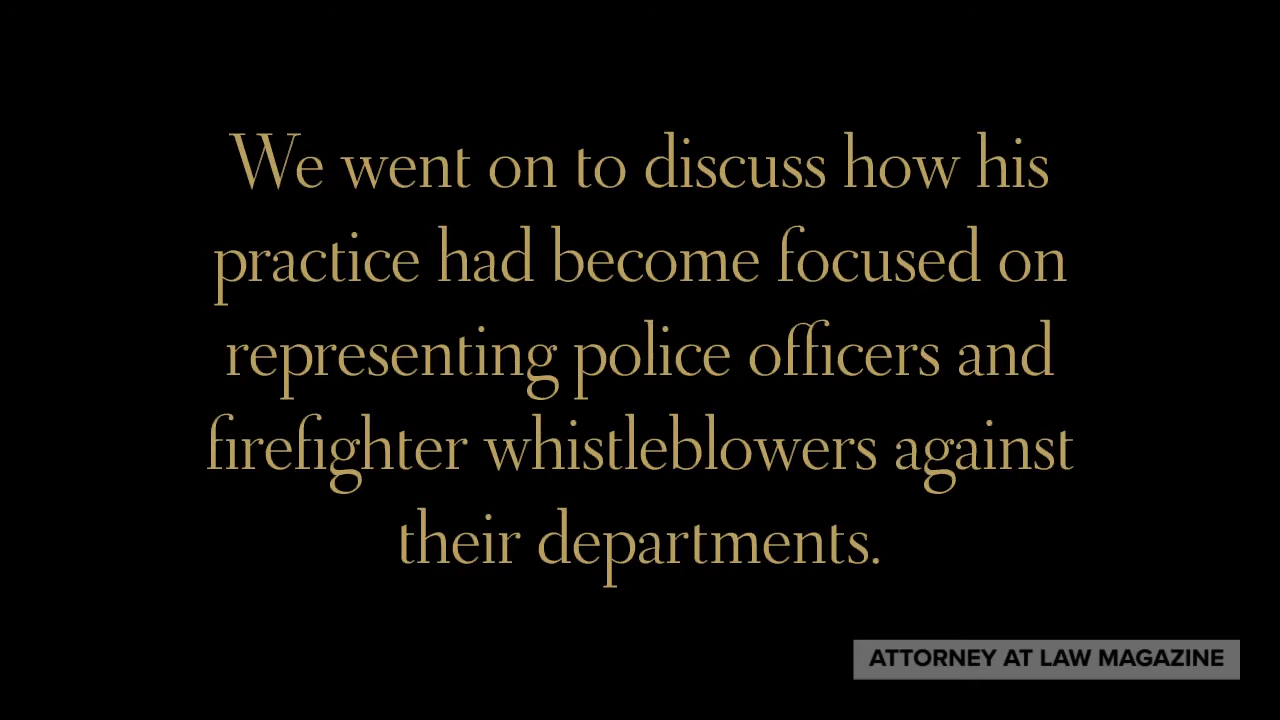 We went on to discuss how his
practice had become focused on
representing police officers and
firefighter whistleblowers against
their departments.
ATTORNEY AT LAW MAGAZINE